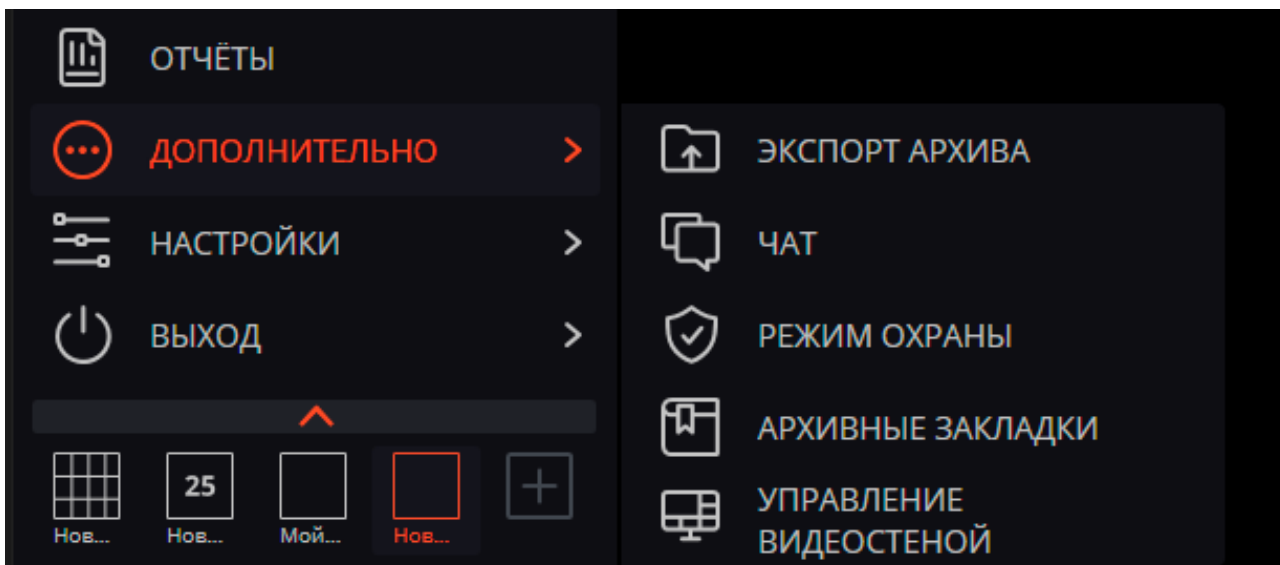 ОТЧЁТЫ
ДОПОЛНИТЕЛЬНО
НАСТРОЙКИ
ВЫХОД
25
Нов...
Нов...
Мой...
Нов...
ЭКСПОРТ АРХИВА
ЧАТ
РЕЖИМ ОХРАНЫ
АРХИВНЫЕ ЗАКЛАДКИ
УПРАВЛЕНИЕ
ВИДЕОСТЕНОЙ